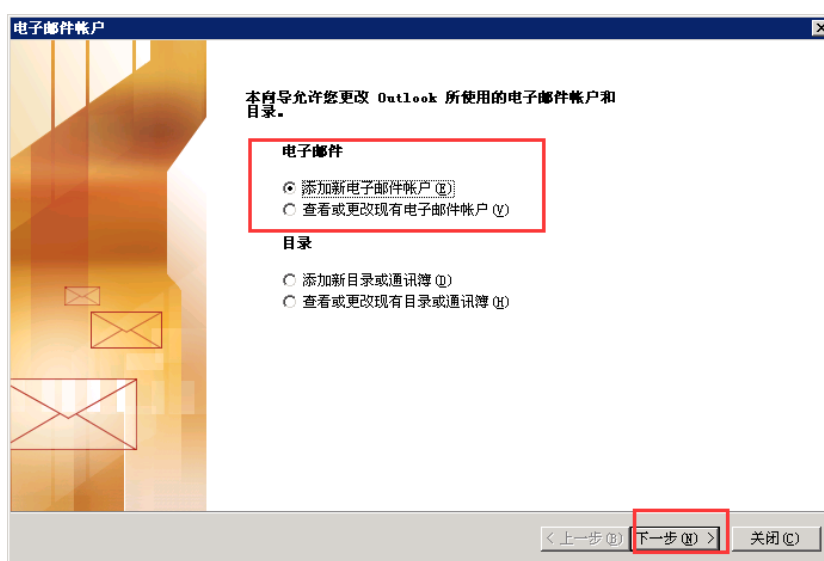 电子邮件帐户
本向导允许您更改 Outlook 所使用的电子邮件帐户和
目录。
电子邮件
添加新电子邮件帐户(E)
查看或更改现有电子邮件帐户(V)
目录
添加新目录或通讯簿(D)
查看或更改现有目录或通讯簿(H)
< 上一步(B) 下一步(N) > 关闭(C)